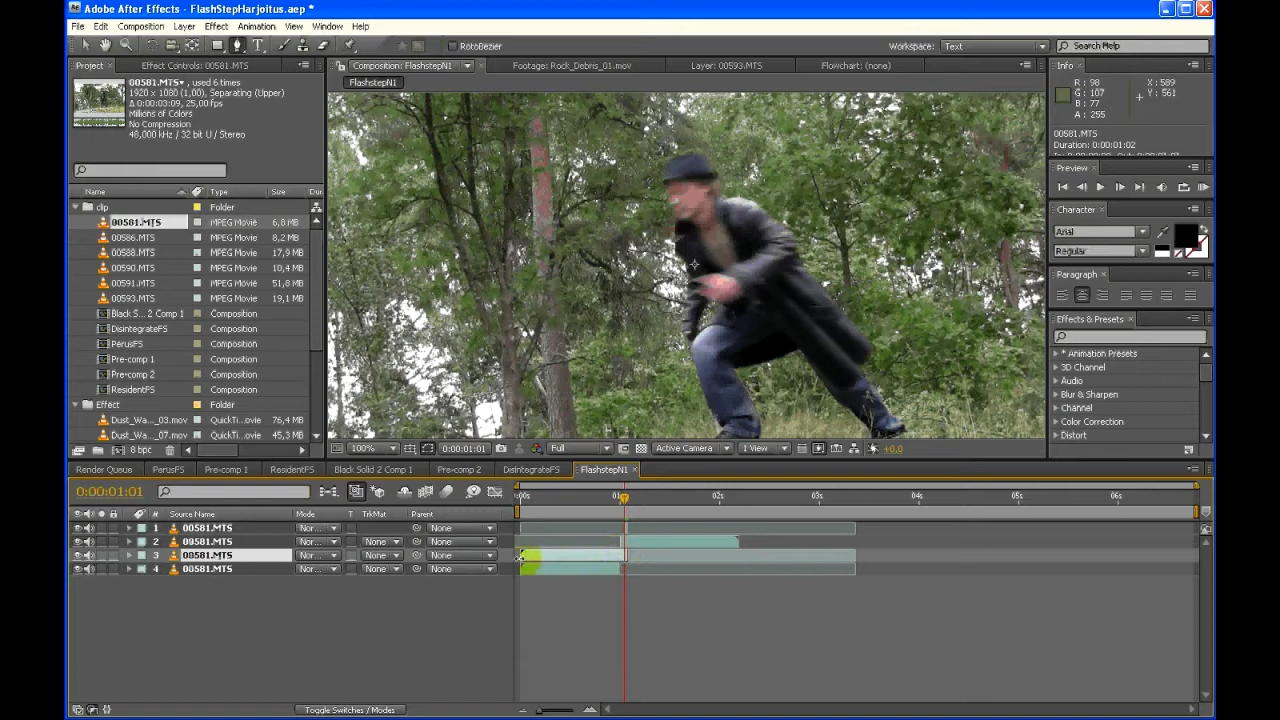 Adobe After Effects - FlashStepHarjoitus.aep *
File Edit Composition Layer Effect Animation View Window Help
RotoBezier
Workspace: Text
Search Help
Project
Effect Controls: 00581.MTS
Composition: FlashstepN1
Footage: Rock_Debris_01.mov
Layer: 00593.MTS
Flowchart: (none)
Info
FlashstepN1
00581.MTS, used 6 times
1920 x 1080 (1,00), Separating (Upper)
Δ 0:00:03:09, 25,00 fps
Millions of Colors
No Compression
48,000 kHz / 32 bit U / Stereo
R : 98
G : 107
B : 77
A : 255
X : 589
Y : 561
00581.MTS
Duration: 0:00:01:02
Preview
Character
Arial
Regular
Paragraph
Effects & Presets
* Animation Presets
3D Channel
Audio
Blur & Sharpen
Channel
Color Correction
Distort
Name Type Size Dur
clip Folder
00581.MTS MPEG Movie 6,8 MB
00586.MTS MPEG Movie 8,2 MB
00588.MTS MPEG Movie 17,9 MB
00590.MTS MPEG Movie 10,4 MB
00591.MTS MPEG Movie 51,8 MB
00593.MTS MPEG Movie 19,1 MB
Black S... 2 Comp 1 Composition
DisintegrateFS Composition
PerusFS Composition
Pre-comp 1 Composition
Pre-comp 2 Composition
ResidentFS Composition
Effect Folder
Dust_Wa..._03.mov QuickTi...ovie 76,4 MB
Dust_Wa..._07.mov QuickTi...ovie 45,3 MB
8 bpc
100% 0:00:01:01 Full Active Camera 1 View +0,0
Render Queue PerusFS Pre-comp 1 ResidentFS Black Solid 2 Comp 1 Pre-comp 2 DisintegrateFS FlashstepN1
0:00:01:01
:00s 01 02s 03s 04s 05s 06s
# Source Name Mode T TrkMat Parent
1 00581.MTS Nor... None
2 00581.MTS Nor... None None
3 00581.MTS Nor... None None
4 00581.MTS Nor... None None
Toggle Switches / Modes